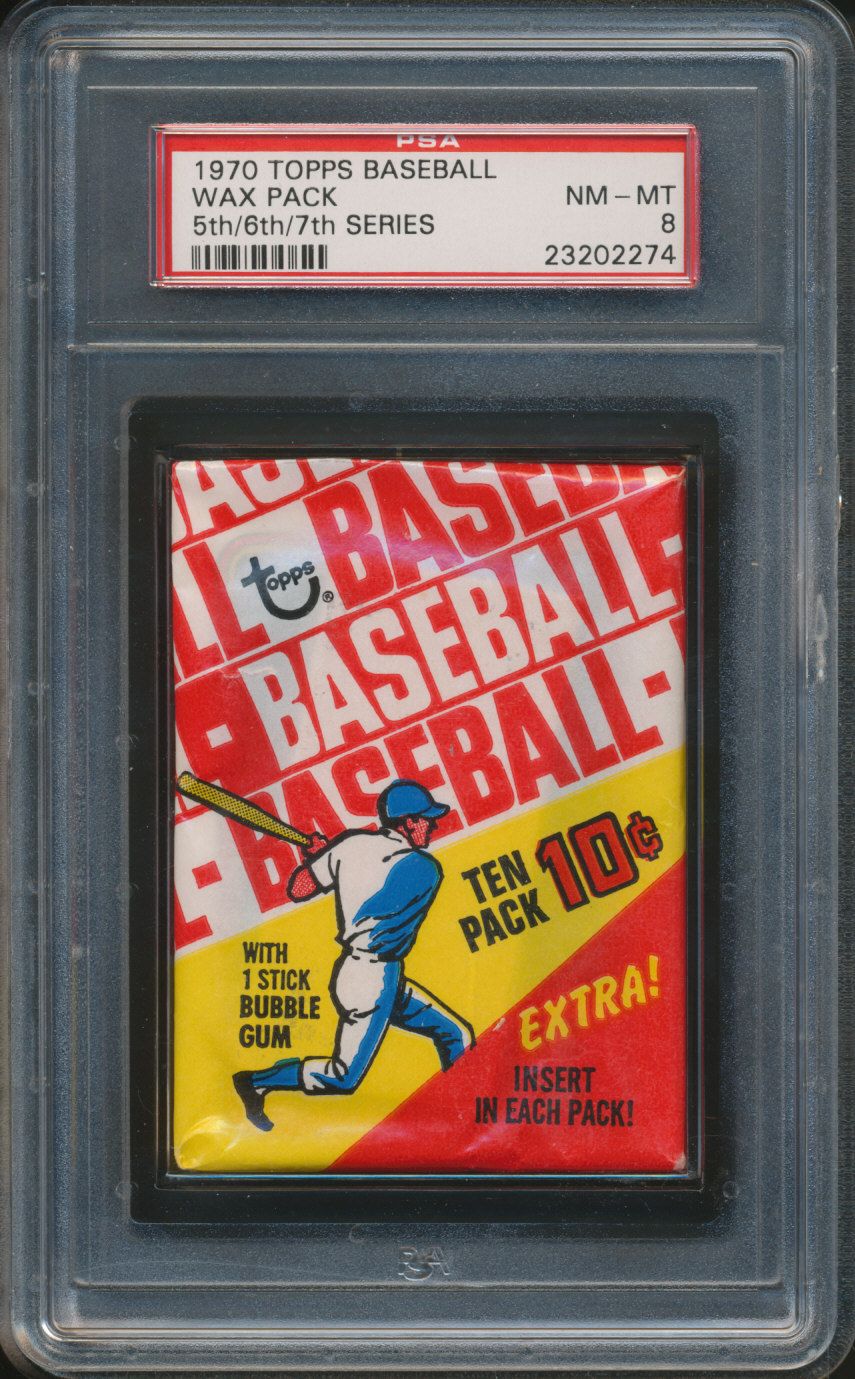 PSA
1970 TOPPS BASEBALL
WAX PACK NM - MT
5th/6th/7th SERIES 8
23202274
BASEBALL
topps®
BASEBALL
BASEBALL
TEN 10¢
PACK
WITH
1 STICK
BUBBLE
GUM
EXTRA!
INSERT
IN EACH PACK!
PSA